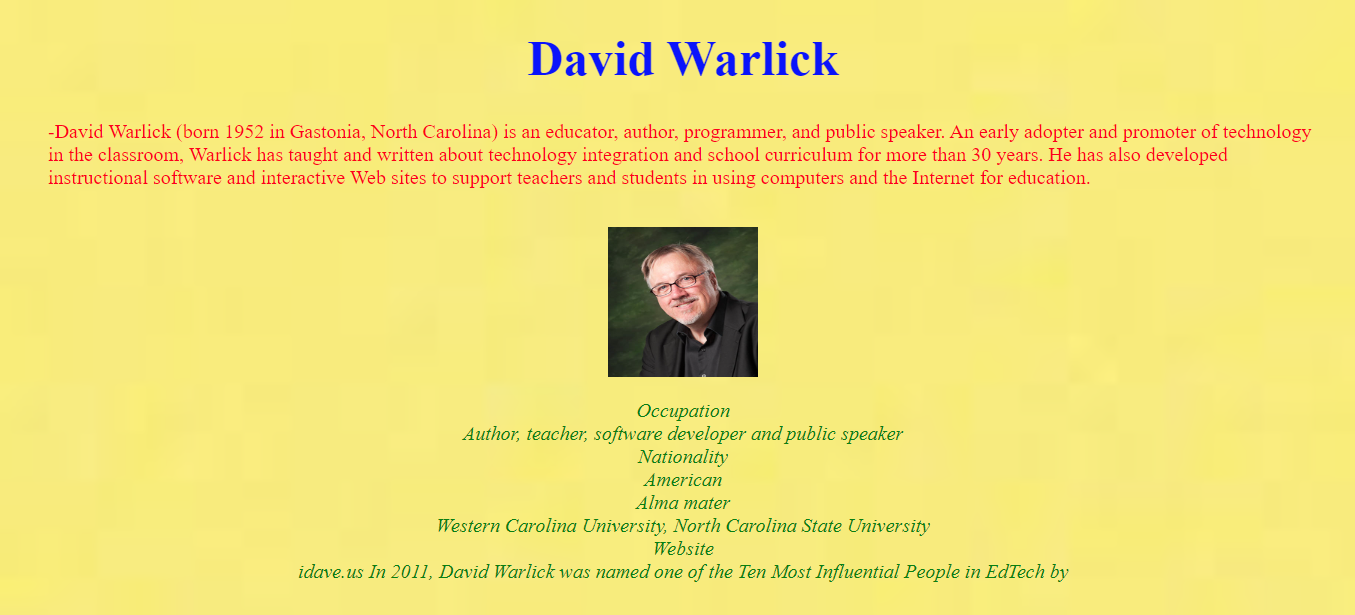 David Warlick
-David Warlick (born 1952 in Gastonia, North Carolina) is an educator, author, programmer, and public speaker. An early adopter and promoter of technology
in the classroom, Warlick has taught and written about technology integration and school curriculum for more than 30 years. He has also developed
instructional software and interactive Web sites to support teachers and students in using computers and the Internet for education.
Occupation
Author, teacher, software developer and public speaker
Nationality
American
Alma mater
Western Carolina University, North Carolina State University
Website
idave.us In 2011, David Warlick was named one of the Ten Most Influential People in EdTech by